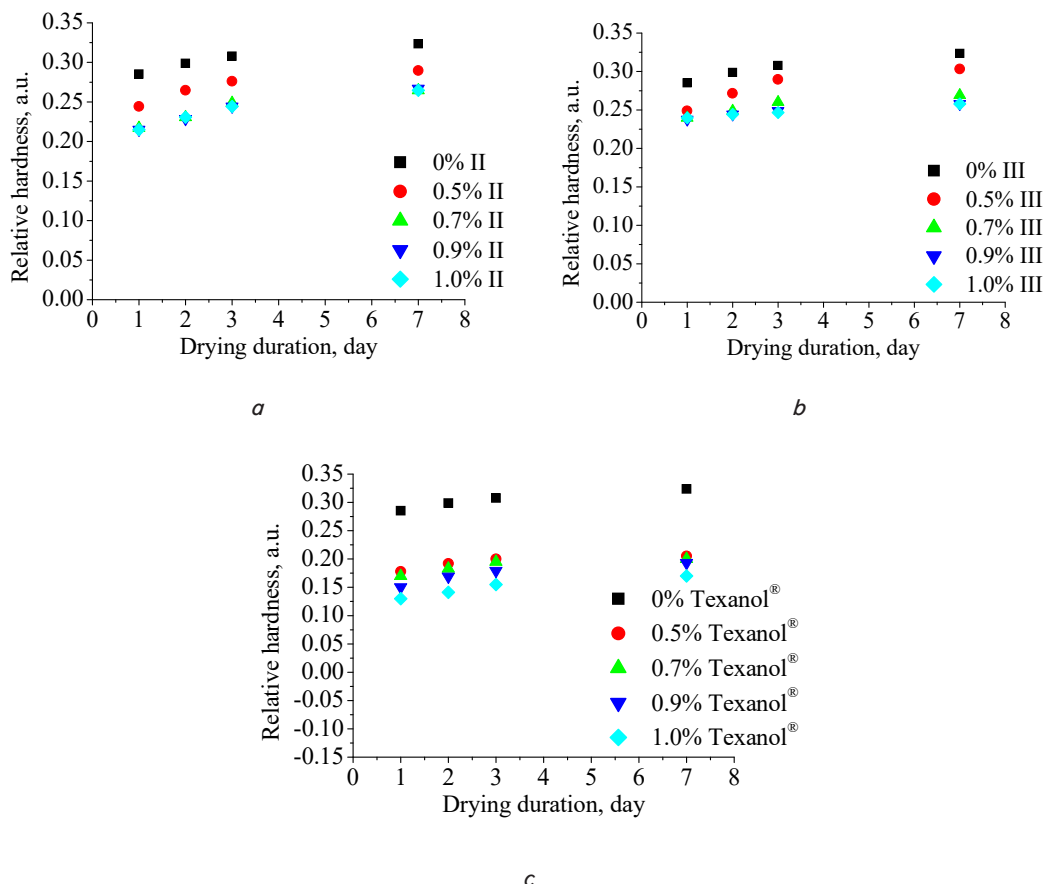 0.35
0.30
0.25
0.20
0.15
0.10
0.05
0.00
Relative hardness, a.u.
0% II
0.5% II
0.7% II
0.9% II
1.0% II
0 1 2 3 4 5 6 7 8
Drying duration, day
a
0.35
0.30
0.25
0.20
0.15
0.10
0.05
0.00
Relative hardness, a.u.
0% III
0.5% III
0.7% III
0.9% III
1.0% III
0 1 2 3 4 5 6 7 8
Drying duration, day
b
0.35
0.30
0.25
0.20
0.15
0.10
0.05
0.00
-0.05
-0.10
-0.15
Relative hardness, a.u.
0% Texanol®
0.5% Texanol®
0.7% Texanol®
0.9% Texanol®
1.0% Texanol®
0 1 2 3 4 5 6 7 8
Drying duration, day
c